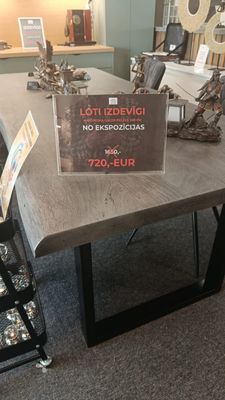 ĻOTI IZDEVĪGI
NO EKSPOZĪCIJAS
1650,-
720,-EUR